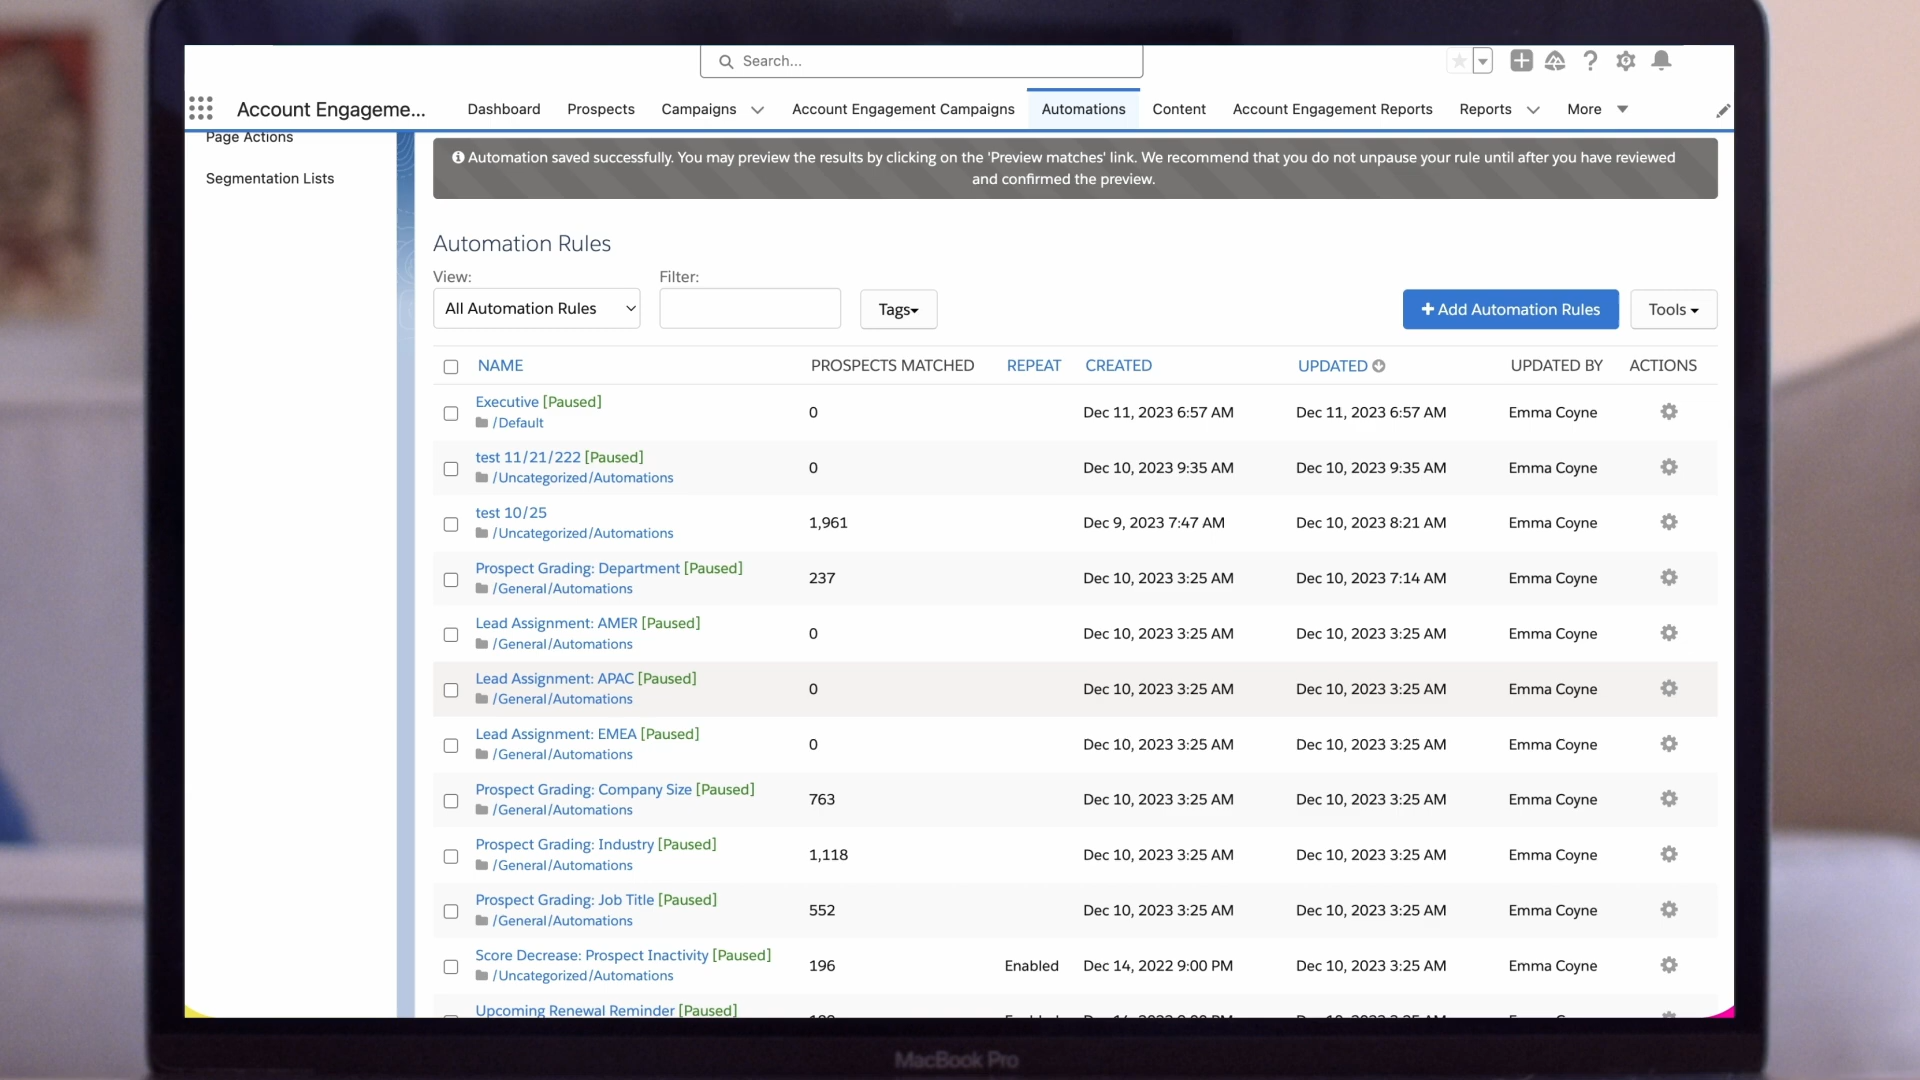 Search...
Account Engageme...
Dashboard
Prospects
Campaigns
Account Engagement Campaigns
Automations
Content
Account Engagement Reports
Reports
More
Page Actions
Segmentation Lists
Automation saved successfully. You may preview the results by clicking on the 'Preview matches' link. We recommend that you do not unpause your rule until after you have reviewed
and confirmed the preview.
Automation Rules
View:
Filter:
All Automation Rules
Tags
+ Add Automation Rules
Tools
NAME PROSPECTS MATCHED REPEAT CREATED UPDATED UPDATED BY ACTIONS
Executive [Paused]
/Default
0 Dec 11, 2023 6:57 AM Dec 11, 2023 6:57 AM Emma Coyne
test 11/21/222 [Paused]
/Uncategorized/Automations
0 Dec 10, 2023 9:35 AM Dec 10, 2023 9:35 AM Emma Coyne
test 10/25
/Uncategorized/Automations
1,961 Dec 9, 2023 7:47 AM Dec 10, 2023 8:21 AM Emma Coyne
Prospect Grading: Department [Paused]
/General/Automations
237 Dec 10, 2023 3:25 AM Dec 10, 2023 7:14 AM Emma Coyne
Lead Assignment: AMER [Paused]
/General/Automations
0 Dec 10, 2023 3:25 AM Dec 10, 2023 3:25 AM Emma Coyne
Lead Assignment: APAC [Paused]
/General/Automations
0 Dec 10, 2023 3:25 AM Dec 10, 2023 3:25 AM Emma Coyne
Lead Assignment: EMEA [Paused]
/General/Automations
0 Dec 10, 2023 3:25 AM Dec 10, 2023 3:25 AM Emma Coyne
Prospect Grading: Company Size [Paused]
/General/Automations
763 Dec 10, 2023 3:25 AM Dec 10, 2023 3:25 AM Emma Coyne
Prospect Grading: Industry [Paused]
/General/Automations
1,118 Dec 10, 2023 3:25 AM Dec 10, 2023 3:25 AM Emma Coyne
Prospect Grading: Job Title [Paused]
/General/Automations
552 Dec 10, 2023 3:25 AM Dec 10, 2023 3:25 AM Emma Coyne
Score Decrease: Prospect Inactivity [Paused]
/Uncategorized/Automations
196 Enabled Dec 14, 2022 9:00 PM Dec 10, 2023 3:25 AM Emma Coyne
Upcoming Renewal Reminder [Paused]
MacBook Pro